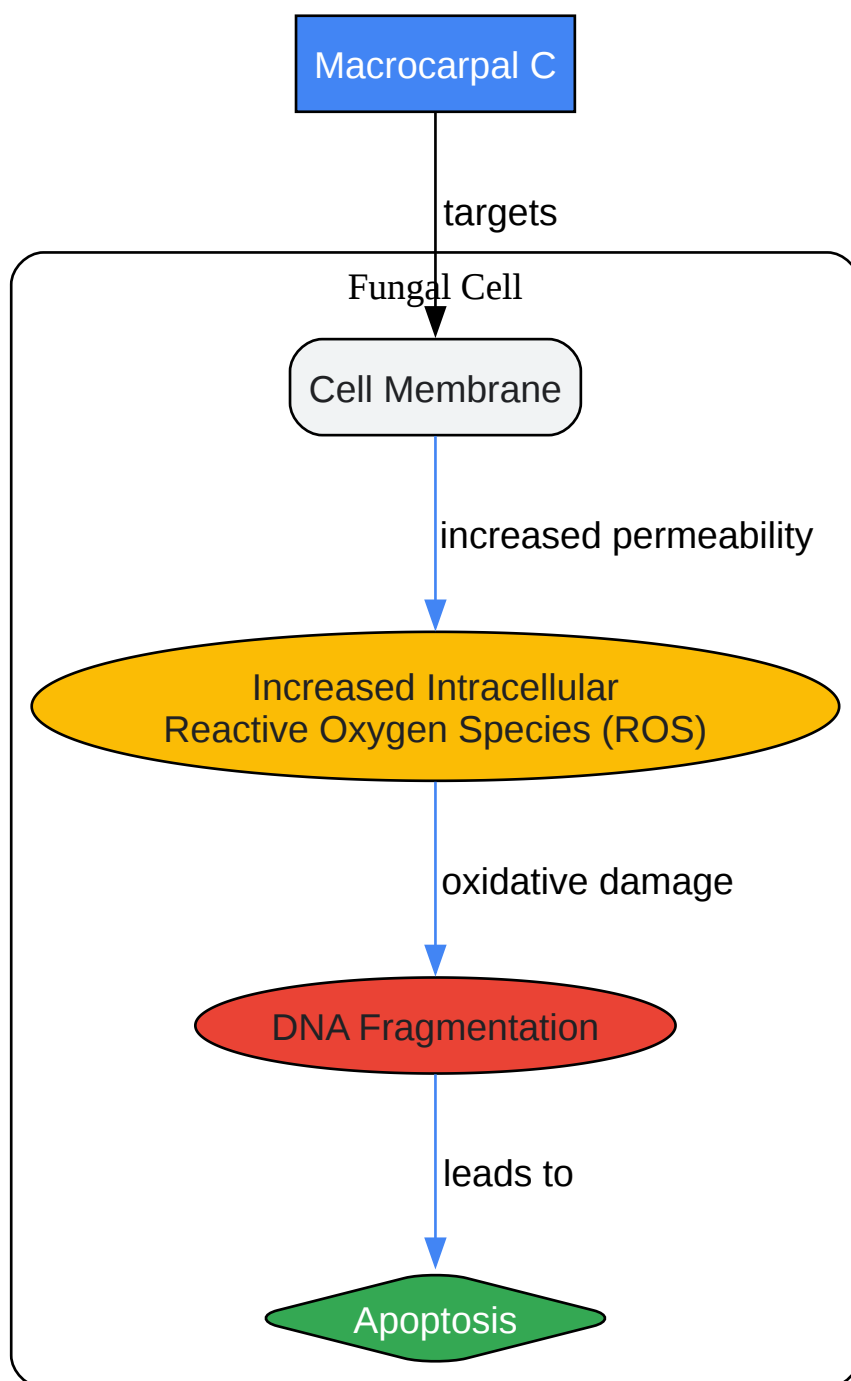 Macrocarpal C
targets
Fungal Cell
Cell Membrane
increased permeability
Increased Intracellular
Reactive Oxygen Species (ROS)
oxidative damage
DNA Fragmentation
leads to
Apoptosis